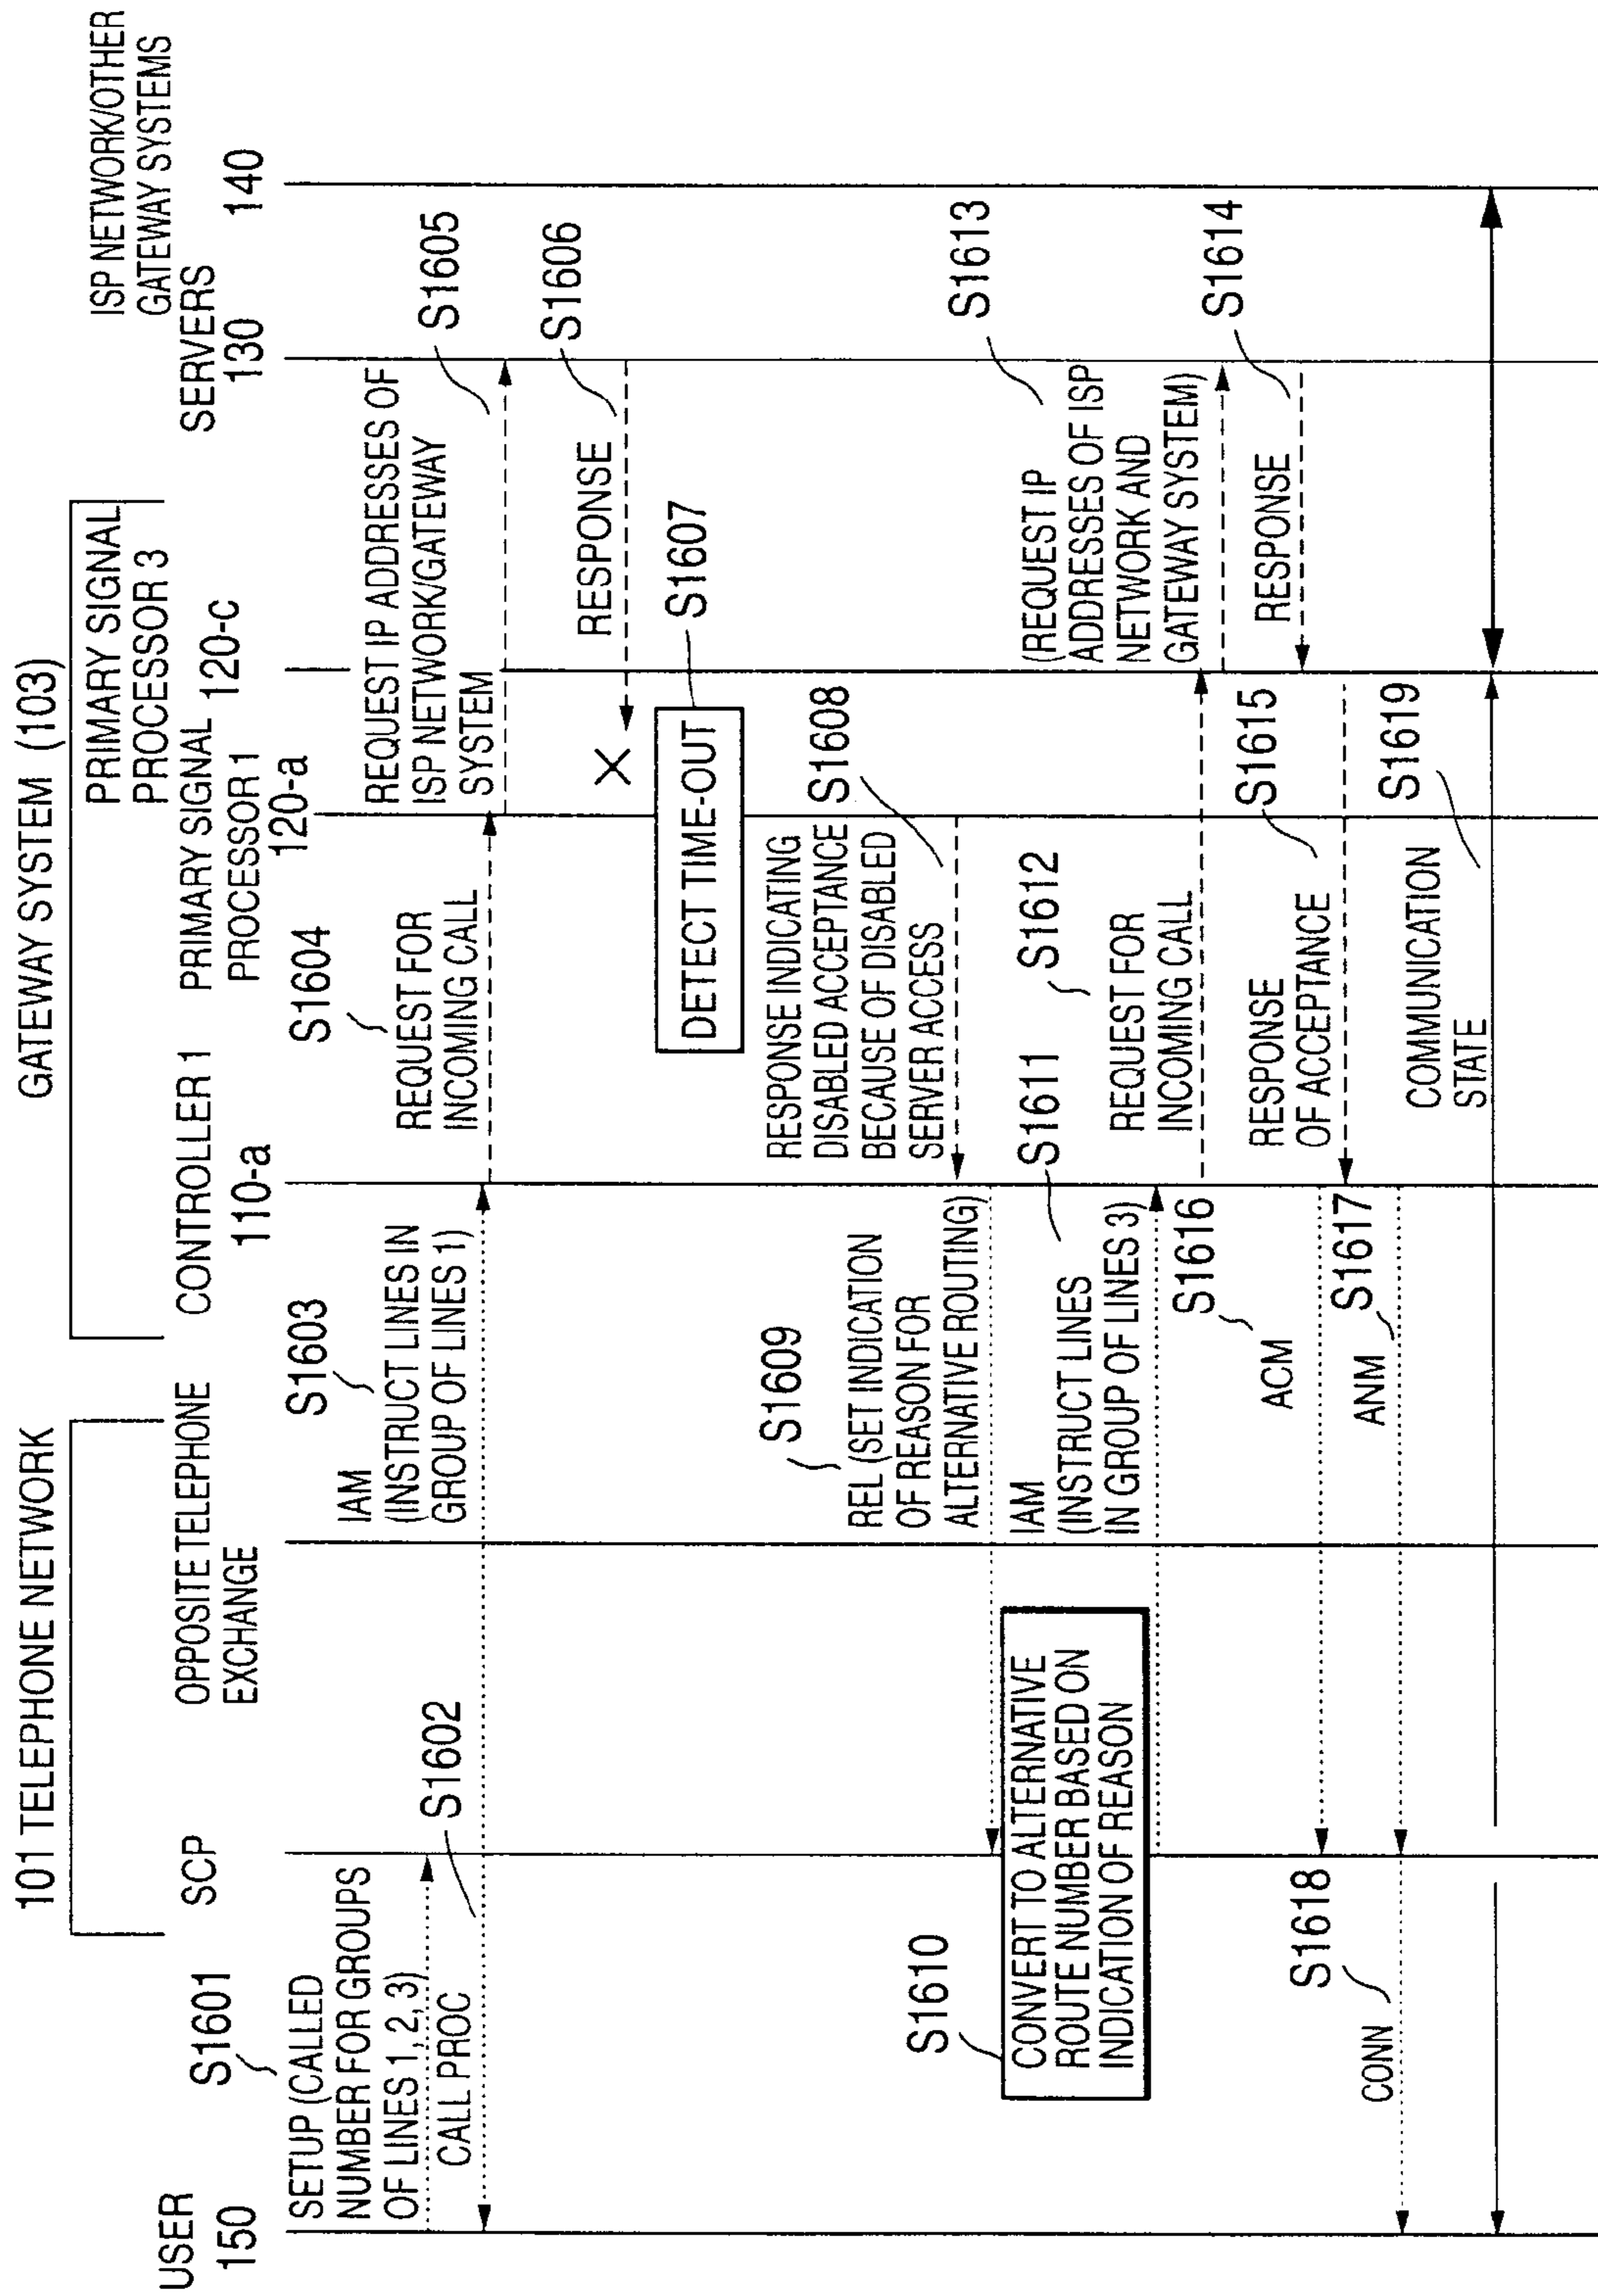 101 TELEPHONE NETWORK
GATEWAY SYSTEM (103)
USER
150
SCP
OPPOSITE TELEPHONE
EXCHANGE
CONTROLLER 1
110-a
PRIMARY SIGNAL
PROCESSOR 1
120-a
PRIMARY SIGNAL
PROCESSOR 3
120-c
SERVERS
130
ISP NETWORK/OTHER
GATEWAY SYSTEMS
140
S1601
SETUP (CALLED
NUMBER FOR GROUPS
OF LINES 1, 2, 3)
CALL PROC
S1602
S1603
IAM
(INSTRUCT LINES IN
GROUP OF LINES 1)
S1604
REQUEST FOR
INCOMING CALL
REQUEST IP ADDRESSES OF
ISP NETWORK/GATEWAY
SYSTEM
S1605
S1606
RESPONSE
S1607
DETECT TIME-OUT
S1608
RESPONSE INDICATING
DISABLED ACCEPTANCE
BECAUSE OF DISABLED
SERVER ACCESS
S1609
REL (SET INDICATION
OF REASON FOR
ALTERNATIVE ROUTING)
S1610
CONVERT TO ALTERNATIVE
ROUTE NUMBER BASED ON
INDICATION OF REASON
S1611
IAM
(INSTRUCT LINES
IN GROUP OF LINES 3)
S1612
REQUEST FOR
INCOMING CALL
S1613
(REQUEST IP
ADDRESSES OF ISP
NETWORK AND
GATEWAY SYSTEM)
S1614
RESPONSE
S1615
RESPONSE
OF ACCEPTANCE
S1616
ACM
S1617
ANM
S1618
CONN
S1619
COMMUNICATION
STATE